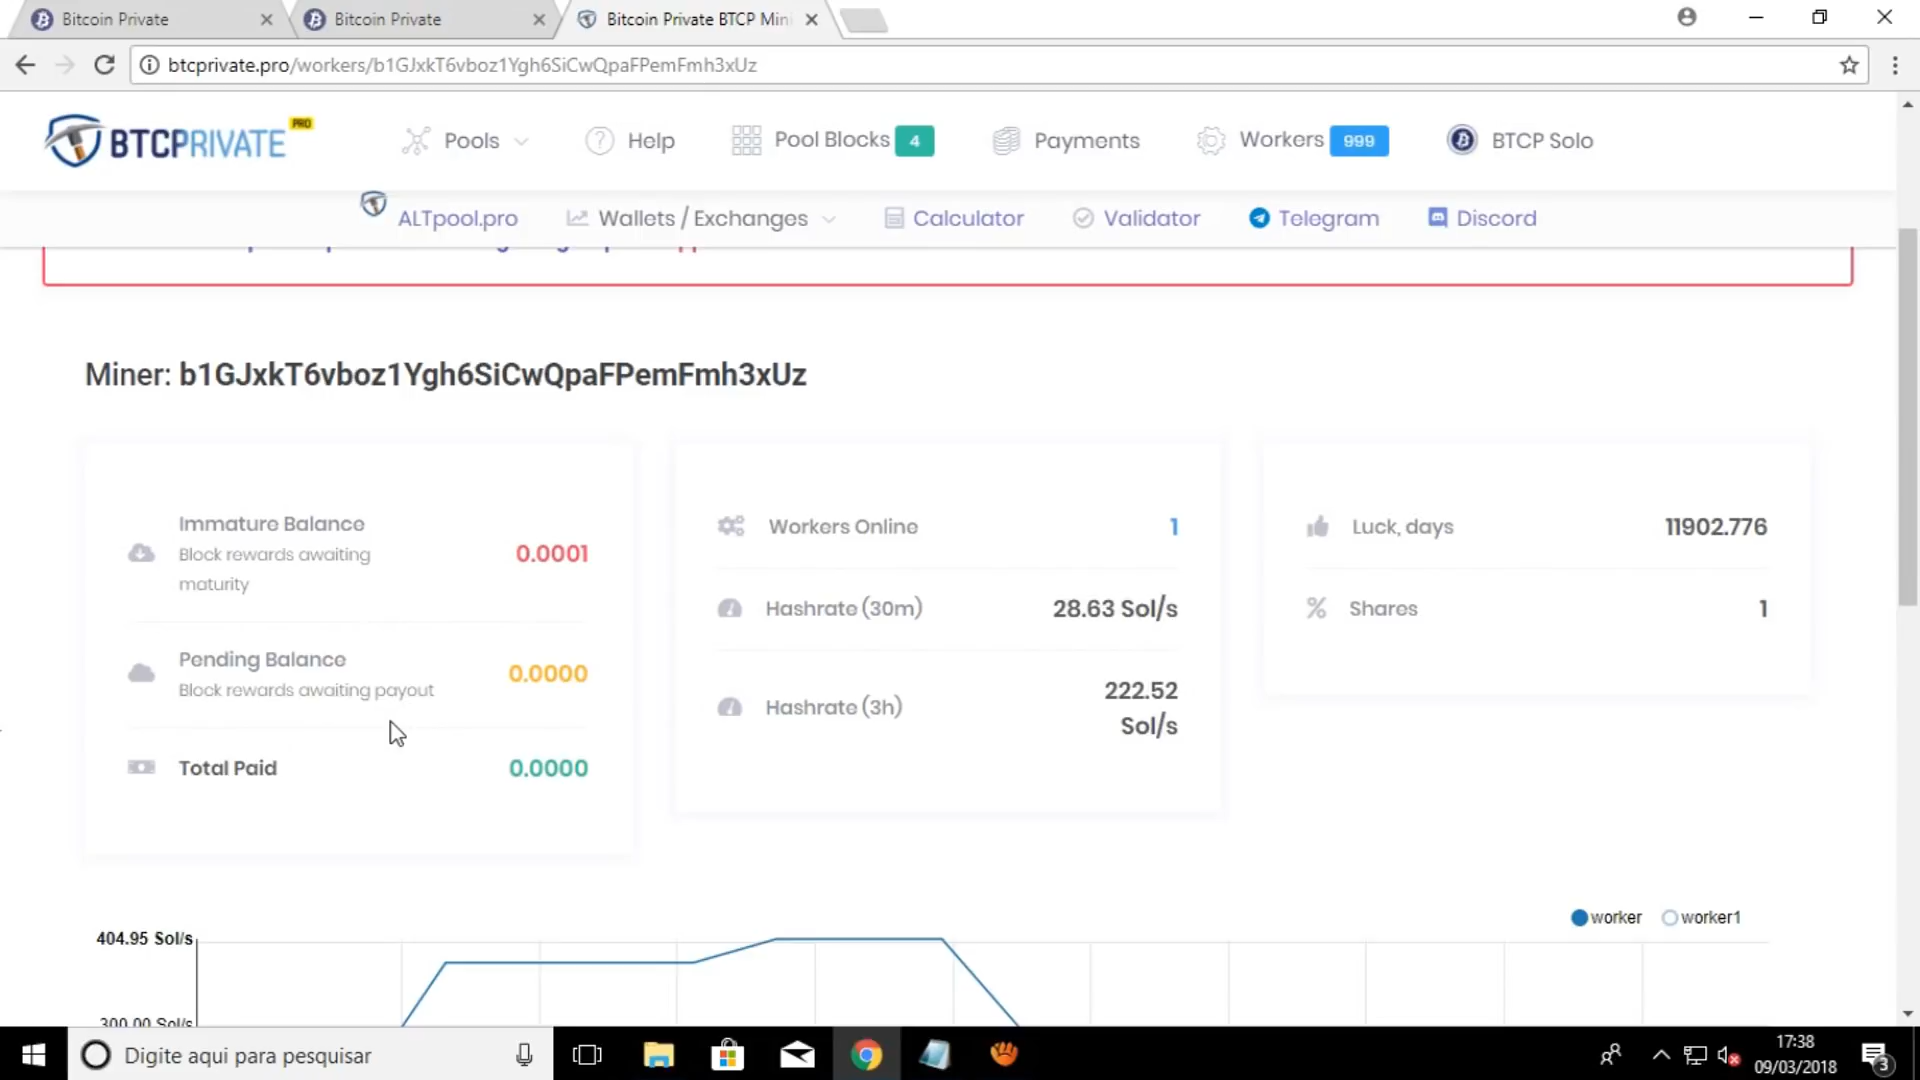 Bitcoin Private
Bitcoin Private
Bitcoin Private BTCP Min
btcprivate.pro/workers/b1GJxkT6vboz1Ygh6SiCwQpaFPemFmh3xUz
BTCPRIVATE PRO
Pools
Help
Pool Blocks 4
Payments
Workers 999
BTCP Solo
ALTpool.pro
Wallets / Exchanges
Calculator
Validator
Telegram
Discord
Miner: b1GJxkT6vboz1Ygh6SiCwQpaFPemFmh3xUz
Immature Balance
Block rewards awaiting
maturity
0.0001
Pending Balance
Block rewards awaiting payout
0.0000
Total Paid
0.0000
Workers Online
1
Hashrate (30m)
28.63 Sol/s
Hashrate (3h)
222.52
Sol/s
Luck, days
11902.776
Shares
1
worker
worker1
404.95 Sol/s
300.00 Sol/s
Digite aqui para pesquisar
17:38
09/03/2018
3